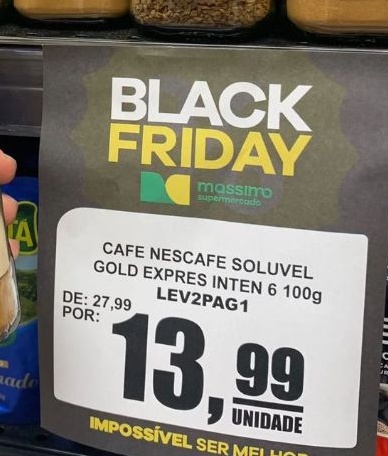 BLACK
FRIDAY
massimo
supermercado
CAFE NESCAFE SOLUVEL
GOLD EXPRES INTEN 6 100g
LEV2PAG1
DE: 27,99
POR:
13,99
UNIDADE
IMPOSSÍVEL SER MELHOR